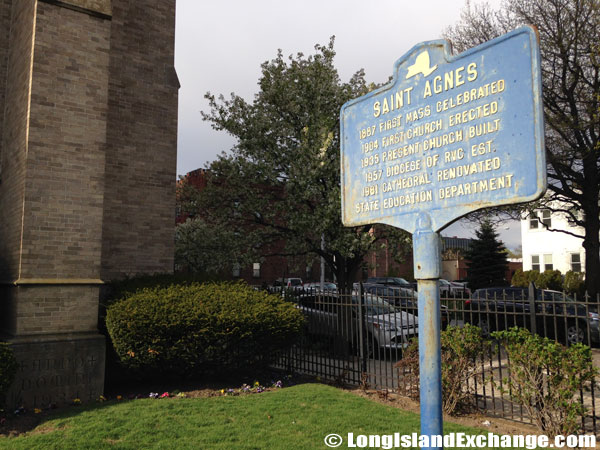 SAINT AGNES
1887 FIRST MASS CELEBRATED
1904 FIRST CHURCH ERECTED
1935 PRESENT CHURCH BUILT
1957 DIOCESE OF RVC EST.
1981 CATHEDRAL RENOVATED
STATE EDUCATION DEPARTMENT
© LongIslandExchange.com